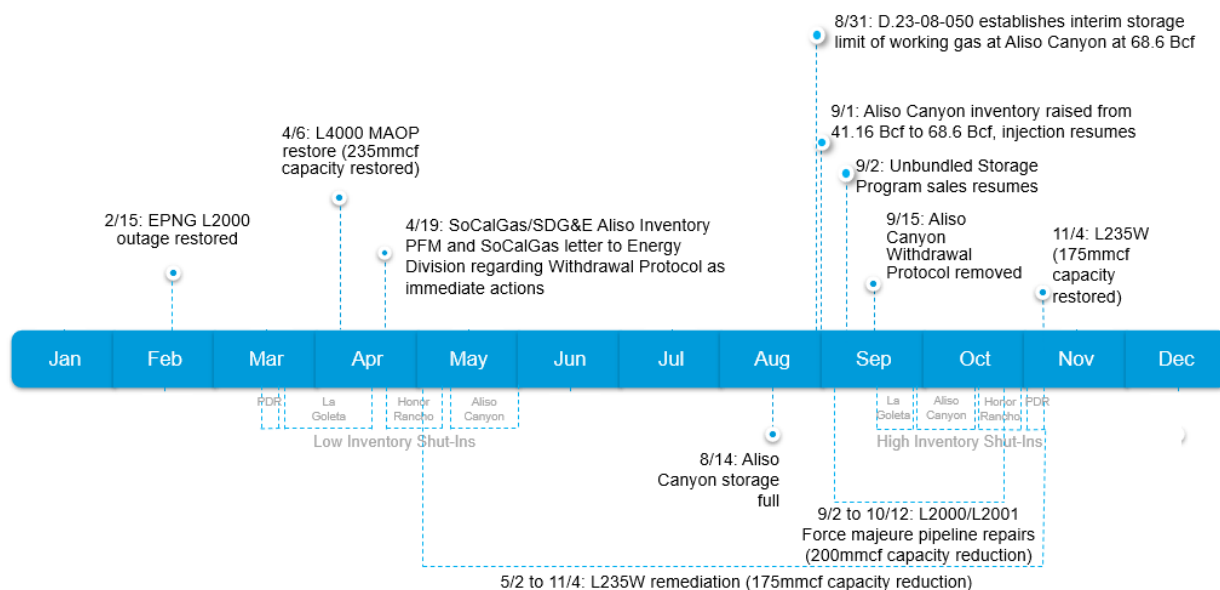 8/31: D.23-08-050 establishes interim storage
limit of working gas at Aliso Canyon at 68.6 Bcf
9/1: Aliso Canyon inventory raised from
41.16 Bcf to 68.6 Bcf, injection resumes
4/6: L4000 MAOP
restore (235mmcf
capacity restored)
9/2: Unbundled Storage
Program sales resumes
2/15: EPNG L2000
outage restored
4/19: SoCalGas/SDG&E Aliso Inventory
PFM and SoCalGas letter to Energy
Division regarding Withdrawal Protocol as
immediate actions
9/15: Aliso
Canyon
Withdrawal
Protocol removed
11/4: L235W
(175mmcf
capacity
restored)
Jan
Feb
Mar
Apr
May
Jun
Jul
Aug
Sep
Oct
Nov
Dec
PDR
La
Goleta
Honor
Rancho
Aliso
Canyon
Low Inventory Shut-Ins
La
Goleta
Aliso
Canyon
Honor
Rancho
PDR
High Inventory Shut-Ins
8/14: Aliso
Canyon storage
full
9/2 to 10/12: L2000/L2001
Force majeure pipeline repairs
(200mmcf capacity reduction)
5/2 to 11/4: L235W remediation (175mmcf capacity reduction)